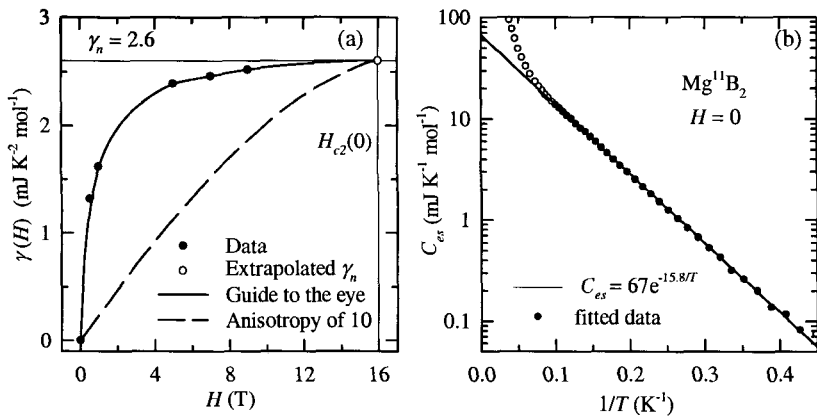 γn = 2.6
(a)
3
2
1
0
γ(H) (mJ K-2 mol-1)
Hc2(0)
Data
Extrapolated γn
Guide to the eye
Anisotropy of 10
0 4 8 12 16
H (T)
(b)
100
10
1
0.1
Ces (mJ K-1 mol-1)
Mg11B2
H = 0
Ces = 67e-15.8/T
fitted data
0.0 0.1 0.2 0.3 0.4
1/T (K-1)